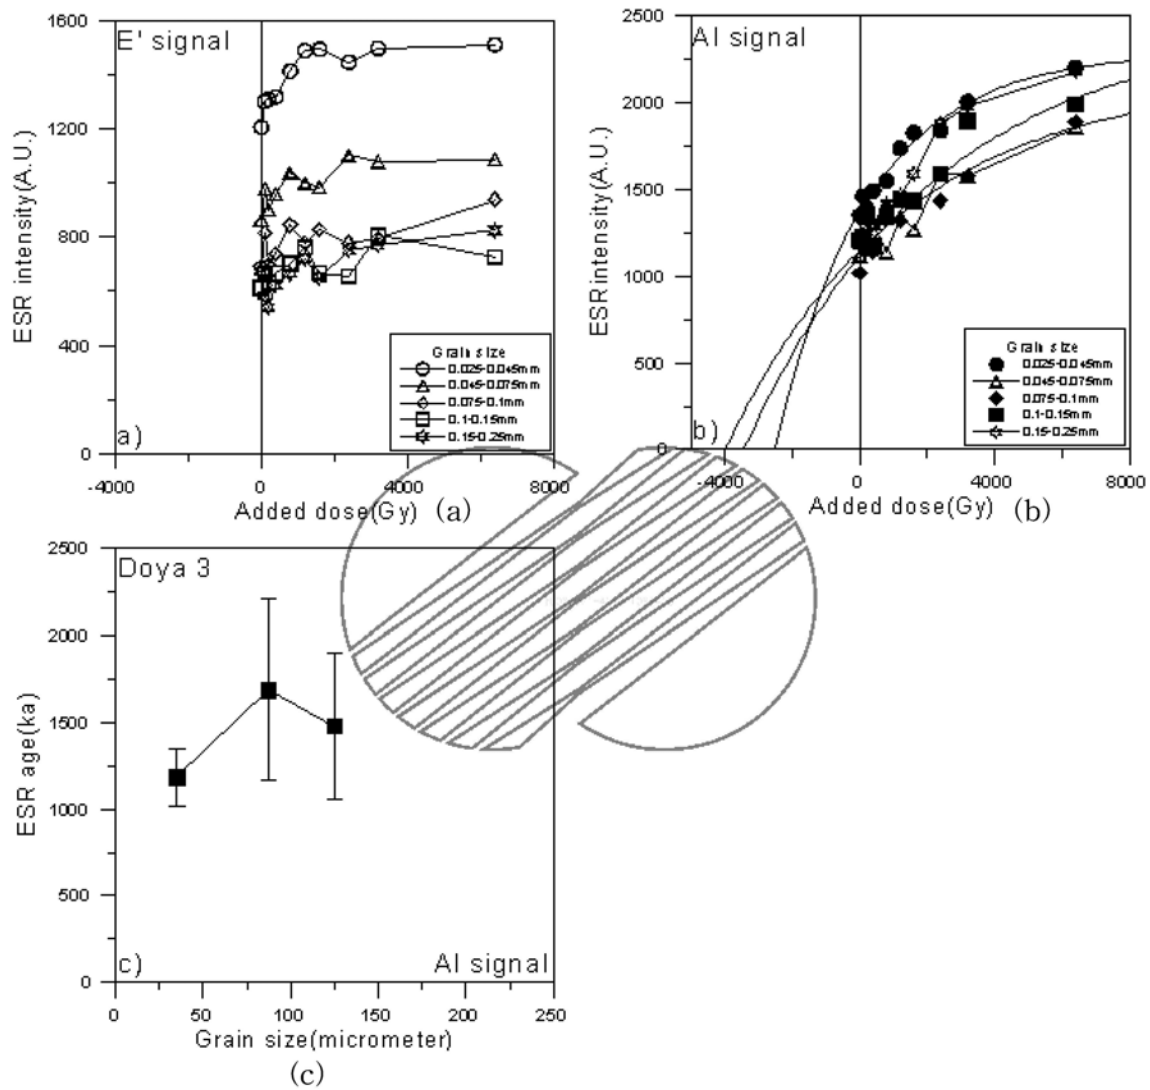 1600
E' signal
1200
800
400
0
ESR intensity(A.U.)
Grain size
0.025-0.045mm
0.045-0.075mm
0.075-0.1mm
0.1-0.15mm
0.15-0.25mm
a)
-4000 0 4000 8000
Added dose(Gy) (a)
2500
AI signal
2000
1500
1000
500
0
ESR intensity(A.U.)
Grain size
0.025-0.045mm
0.045-0.075mm
0.075-0.1mm
0.1-0.15mm
0.15-0.25mm
b)
-4000 0 4000 8000
Added dose(Gy) (b)
2500
Doya 3
2000
1500
1000
500
0
ESR age(ka)
c) AI signal
0 50 100 150 200 250
Grain size(micrometer)
(c)